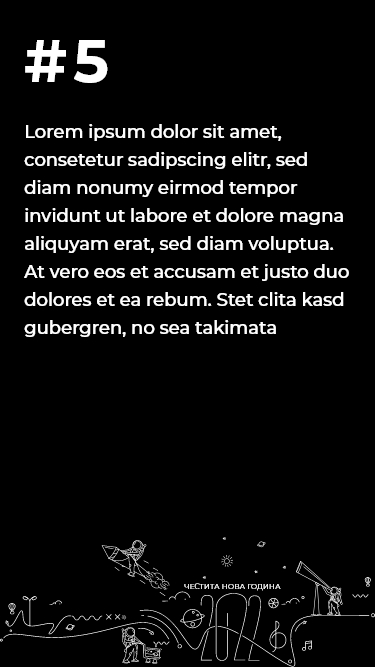 #5
Lorem ipsum dolor sit amet,
consetetur sadipscing elitr, sed
diam nonumy eirmod tempor
invidunt ut labore et dolore magna
aliquyam erat, sed diam voluptua.
At vero eos et accusam et justo duo
dolores et ea rebum. Stet clita kasd
gubergren, no sea takimata
ЧЕСТИТА НОВА ГОДИНА
2022